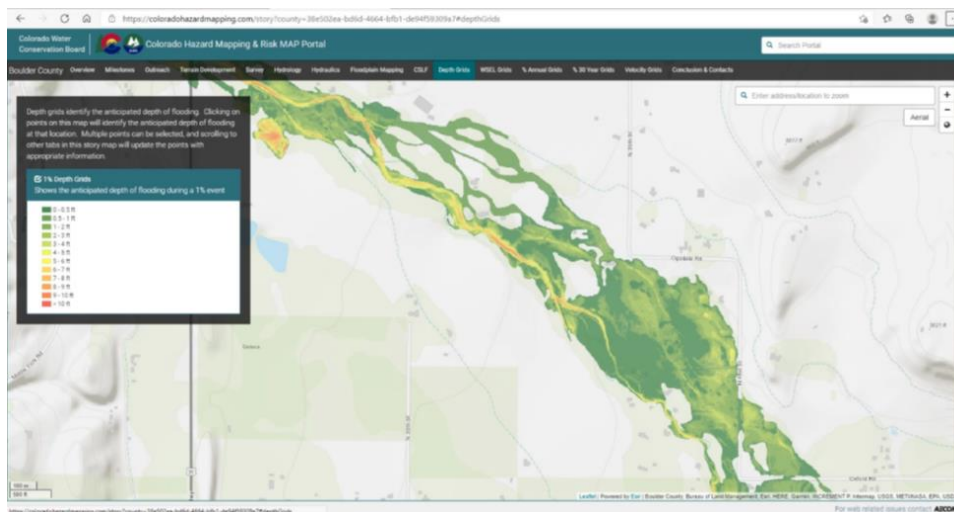 https://coloradohazardmapping.com/story?county=38e502ea-bd6d-4664-bfb1-de94f59309a7#depthGrids
Colorado Water
Conservation Board
Colorado Hazard Mapping & Risk MAP Portal
Search Portal
Boulder County Overview Milestones Outreach Terrain Development Survey Hydrology Hydraulics Floodplain Mapping CSLF Depth Grids WSEL Grids % Annual Grids % 30 Year Grids Velocity Grids Conclusion & Contacts
Enter address/location to zoom
+
−
Aerial
Depth grids identify the anticipated depth of flooding. Clicking on
points on this map will identify the anticipated depth of flooding
at that location. Multiple points can be selected, and scrolling to
other tabs in this story map will update the points with
appropriate information.
1% Depth Grids
Shows the anticipated depth of flooding during a 1% event
0 - 0.5 ft
0.5 - 1 ft
1 - 2 ft
2 - 3 ft
3 - 4 ft
4 - 5 ft
5 - 6 ft
6 - 7 ft
7 - 8 ft
8 - 9 ft
9 - 10 ft
> 10 ft
Leaflet | Powered by Esri | Boulder County, Bureau of Land Management, Esri, HERE, Garmin, INCREMENT P, Intermap, USGS, METI/NASA, EPA, USD
For web related issues contact AECO